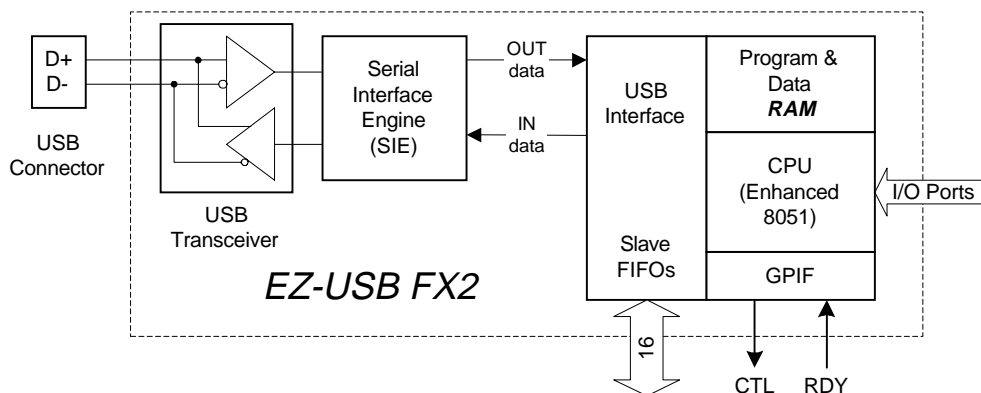 D+
D-
USB
Connector
USB
Transceiver
Serial
Interface
Engine
(SIE)
OUT
data
IN
data
USB
Interface
Slave
FIFOs
Program &
Data
RAM
CPU
(Enhanced
8051)
GPIF
I/O Ports
EZ-USB FX2
16
CTL
RDY